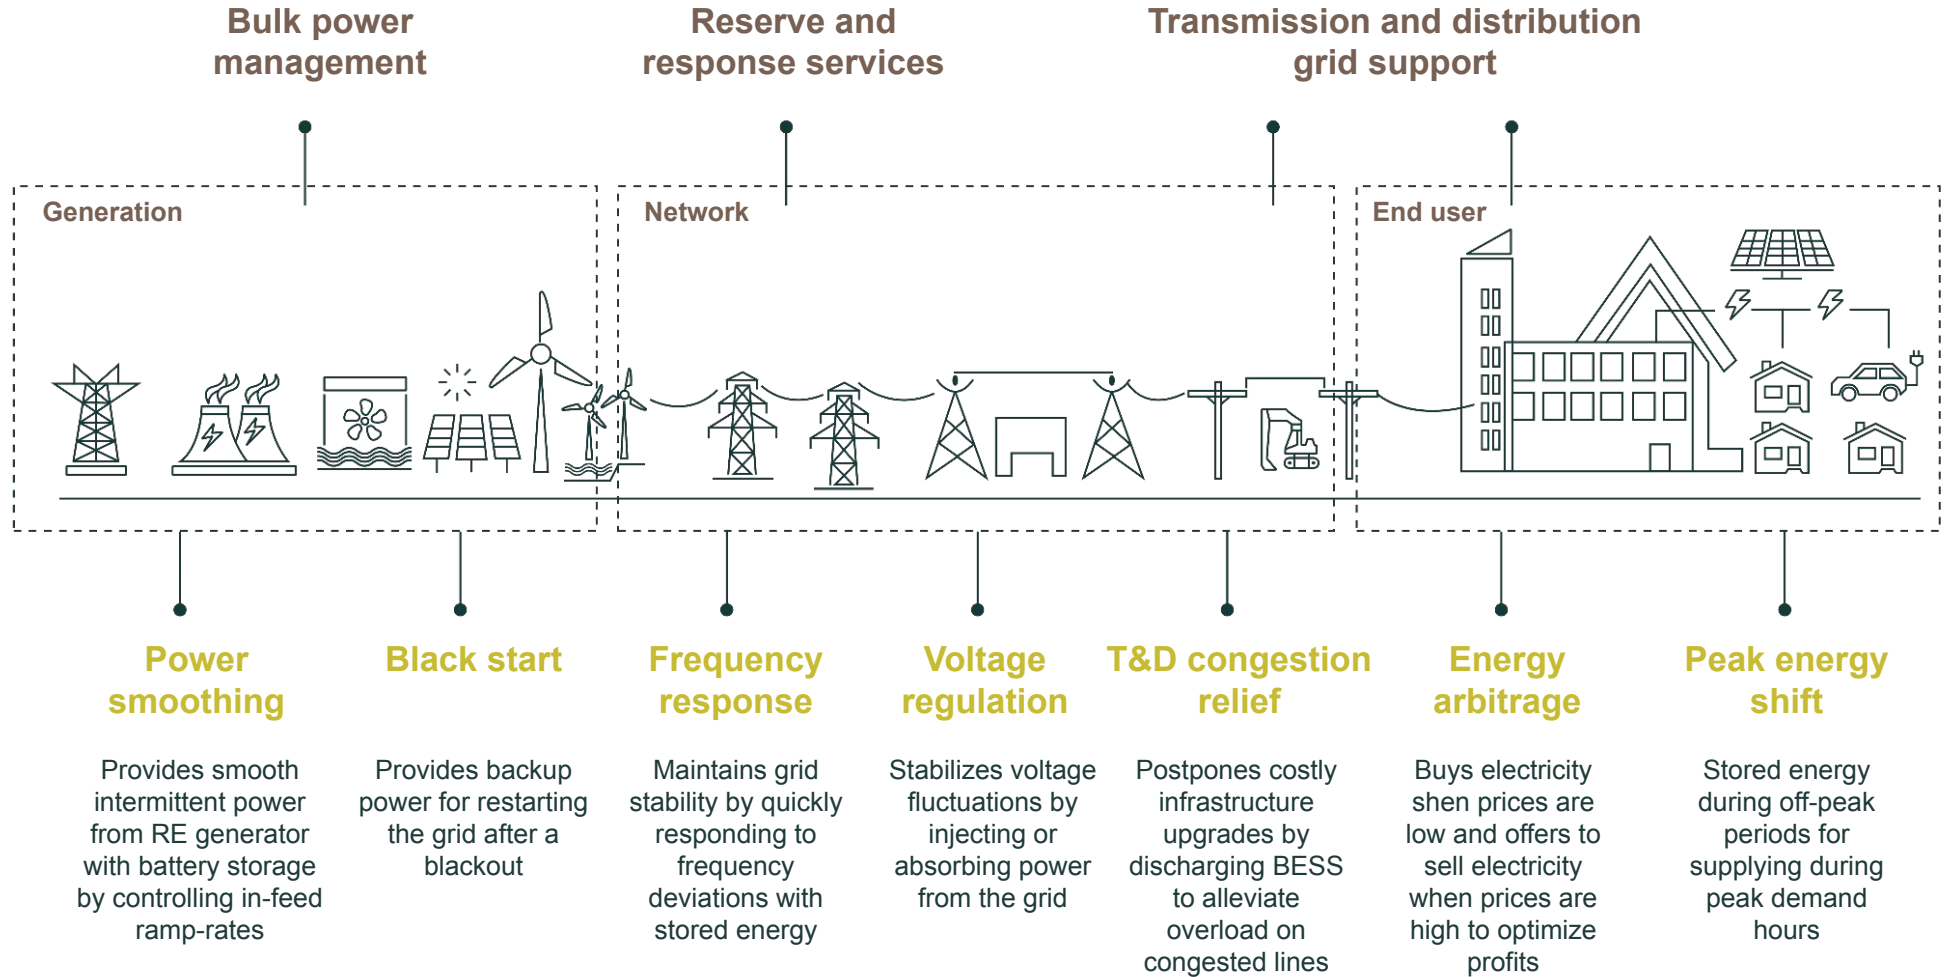 Bulk power
management
Reserve and
response services
Transmission and distribution
grid support
Generation
Network
End user
Power
smoothing
Provides smooth
intermittent power
from RE generator
with battery storage
by controlling in-feed
ramp-rates
Black start
Provides backup
power for restarting
the grid after a
blackout
Frequency
response
Maintains grid
stability by quickly
responding to
frequency
deviations with
stored energy
Voltage
regulation
Stabilizes voltage
fluctuations by
injecting or
absorbing power
from the grid
T&D congestion
relief
Postpones costly
infrastructure
upgrades by
discharging BESS
to alleviate
overload on
congested lines
Energy
arbitrage
Buys electricity
shen prices are
low and offers to
sell electricity
when prices are
high to optimize
profits
Peak energy
shift
Stored energy
during off-peak
periods for
supplying during
peak demand
hours